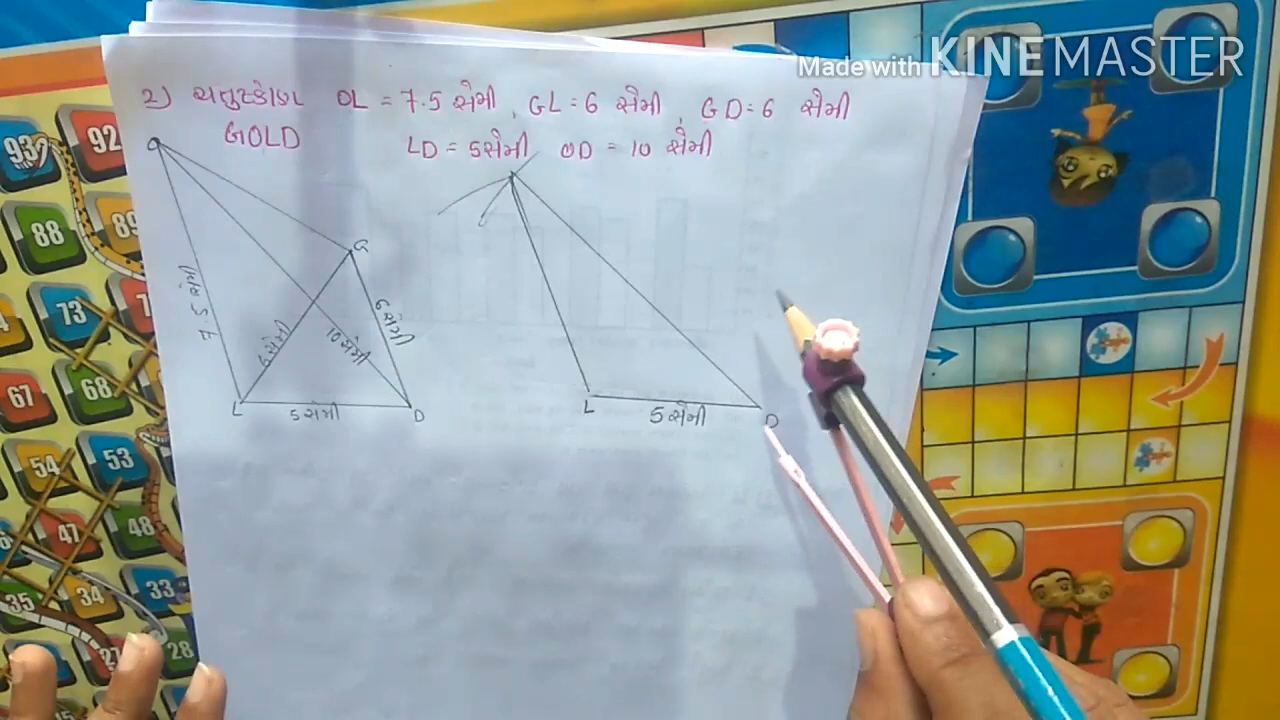 Made with KINEMASTER
૨) ચતુષ્કોણ OL = 7.5 સેમી, GL = 6 સેમી, GD = 6 સેમી
GOLD LD = 5 સેમી OD = 10 સેમી
O
G
7.5 સેમી
6 સેમી
10 સેમી
6 સેમી
L
5 સેમી
D
L
5 સેમી
D
93
92
88
89
73
67
68
54
53
47
48
35
34
33
28